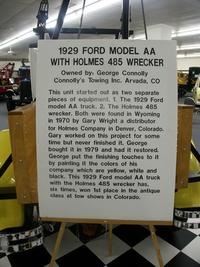 1929 FORD MODEL AA
WITH HOLMES 485 WRECKER
Owned by: George Connolly
Connolly's Towing Inc. Arvada, CO
This unit started out as two separate
pieces of equipment. 1. The 1929 Ford
model AA truck. 2. The Holmes 485
wrecker. Both were found in Wyoming
in 1970 by Gary Wright a distributor
for Holmes Company in Denver, Colorado.
Gary worked on this project for some
time but never finished it. George
bought it in 1979 and had it restored.
George put the finishing touches to it
by painting it the colors of his
company which are yellow, white and
black. This 1929 Ford model AA truck
with the Holmes 485 wrecker has,
six times, won 1st place in the antique
class at tow shows in Colorado.